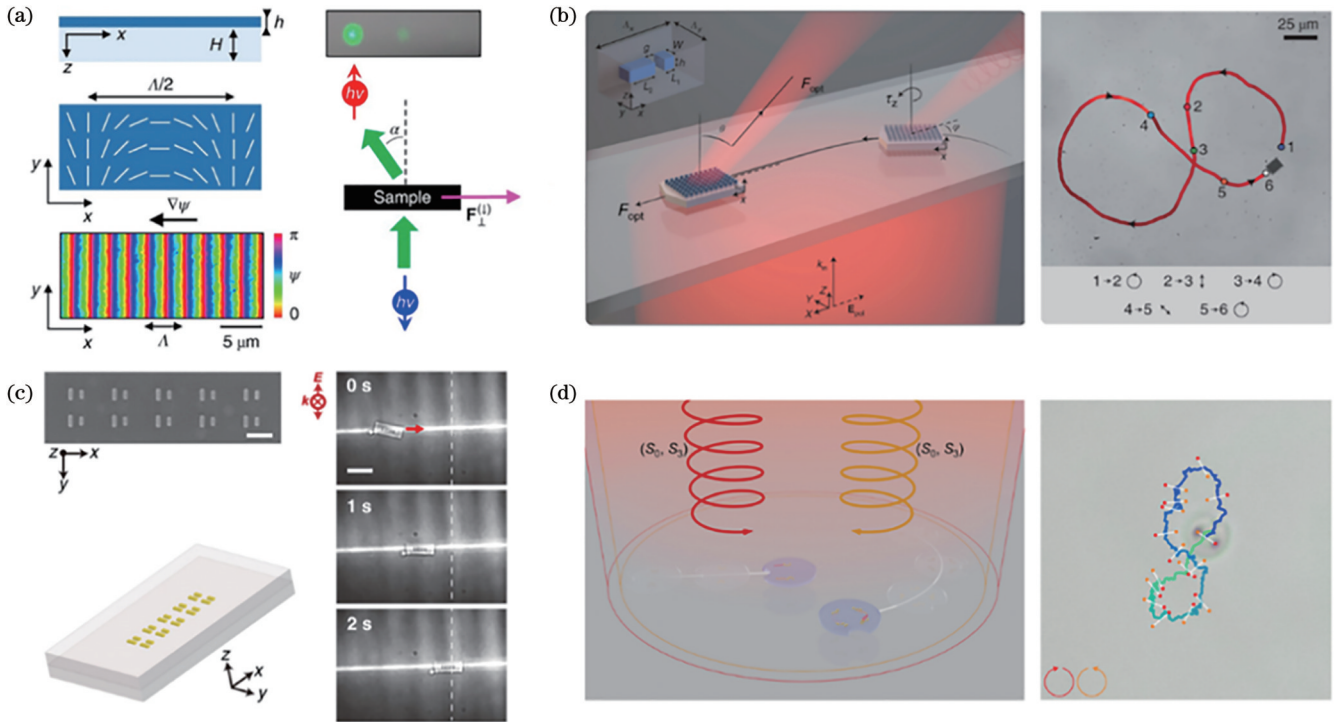 (a)
h
x
H
z
Λ/2
y
x
∇ψ
π
ψ
0
y
x
Λ
5 μm
hν
α
Sample
F⊥(↓)
hν
(b)
g
W
h
z
y
x
F_opt
θ
τ_z
ψ
x
x
F_opt
Z
Y
X
25 μm
1
2
3
4
5
6
1→2
2→3 ↕
3→4
4→5
5→6
(c)
z
x
y
z
x
y
E
k
0 s
1 s
2 s
(d)
(S₀, S₃)
(S₀, S₃)